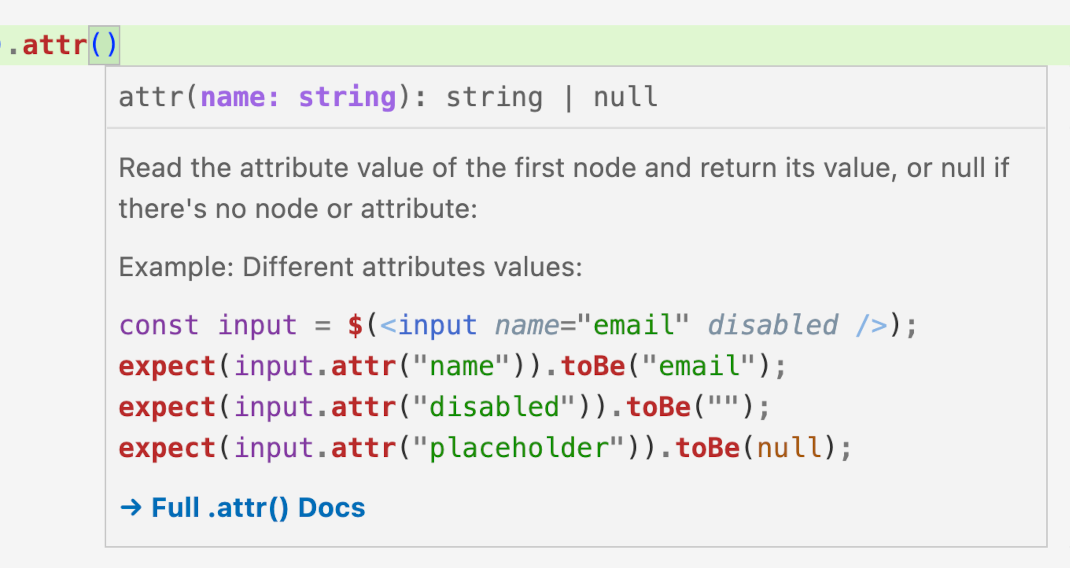 .attr()
attr(name: string): string | null
Read the attribute value of the first node and return its value, or null if
there's no node or attribute:
Example: Different attributes values:
const input = $(<input name="email" disabled />);
expect(input.attr("name")).toBe("email");
expect(input.attr("disabled")).toBe("");
expect(input.attr("placeholder")).toBe(null);
→ Full .attr() Docs